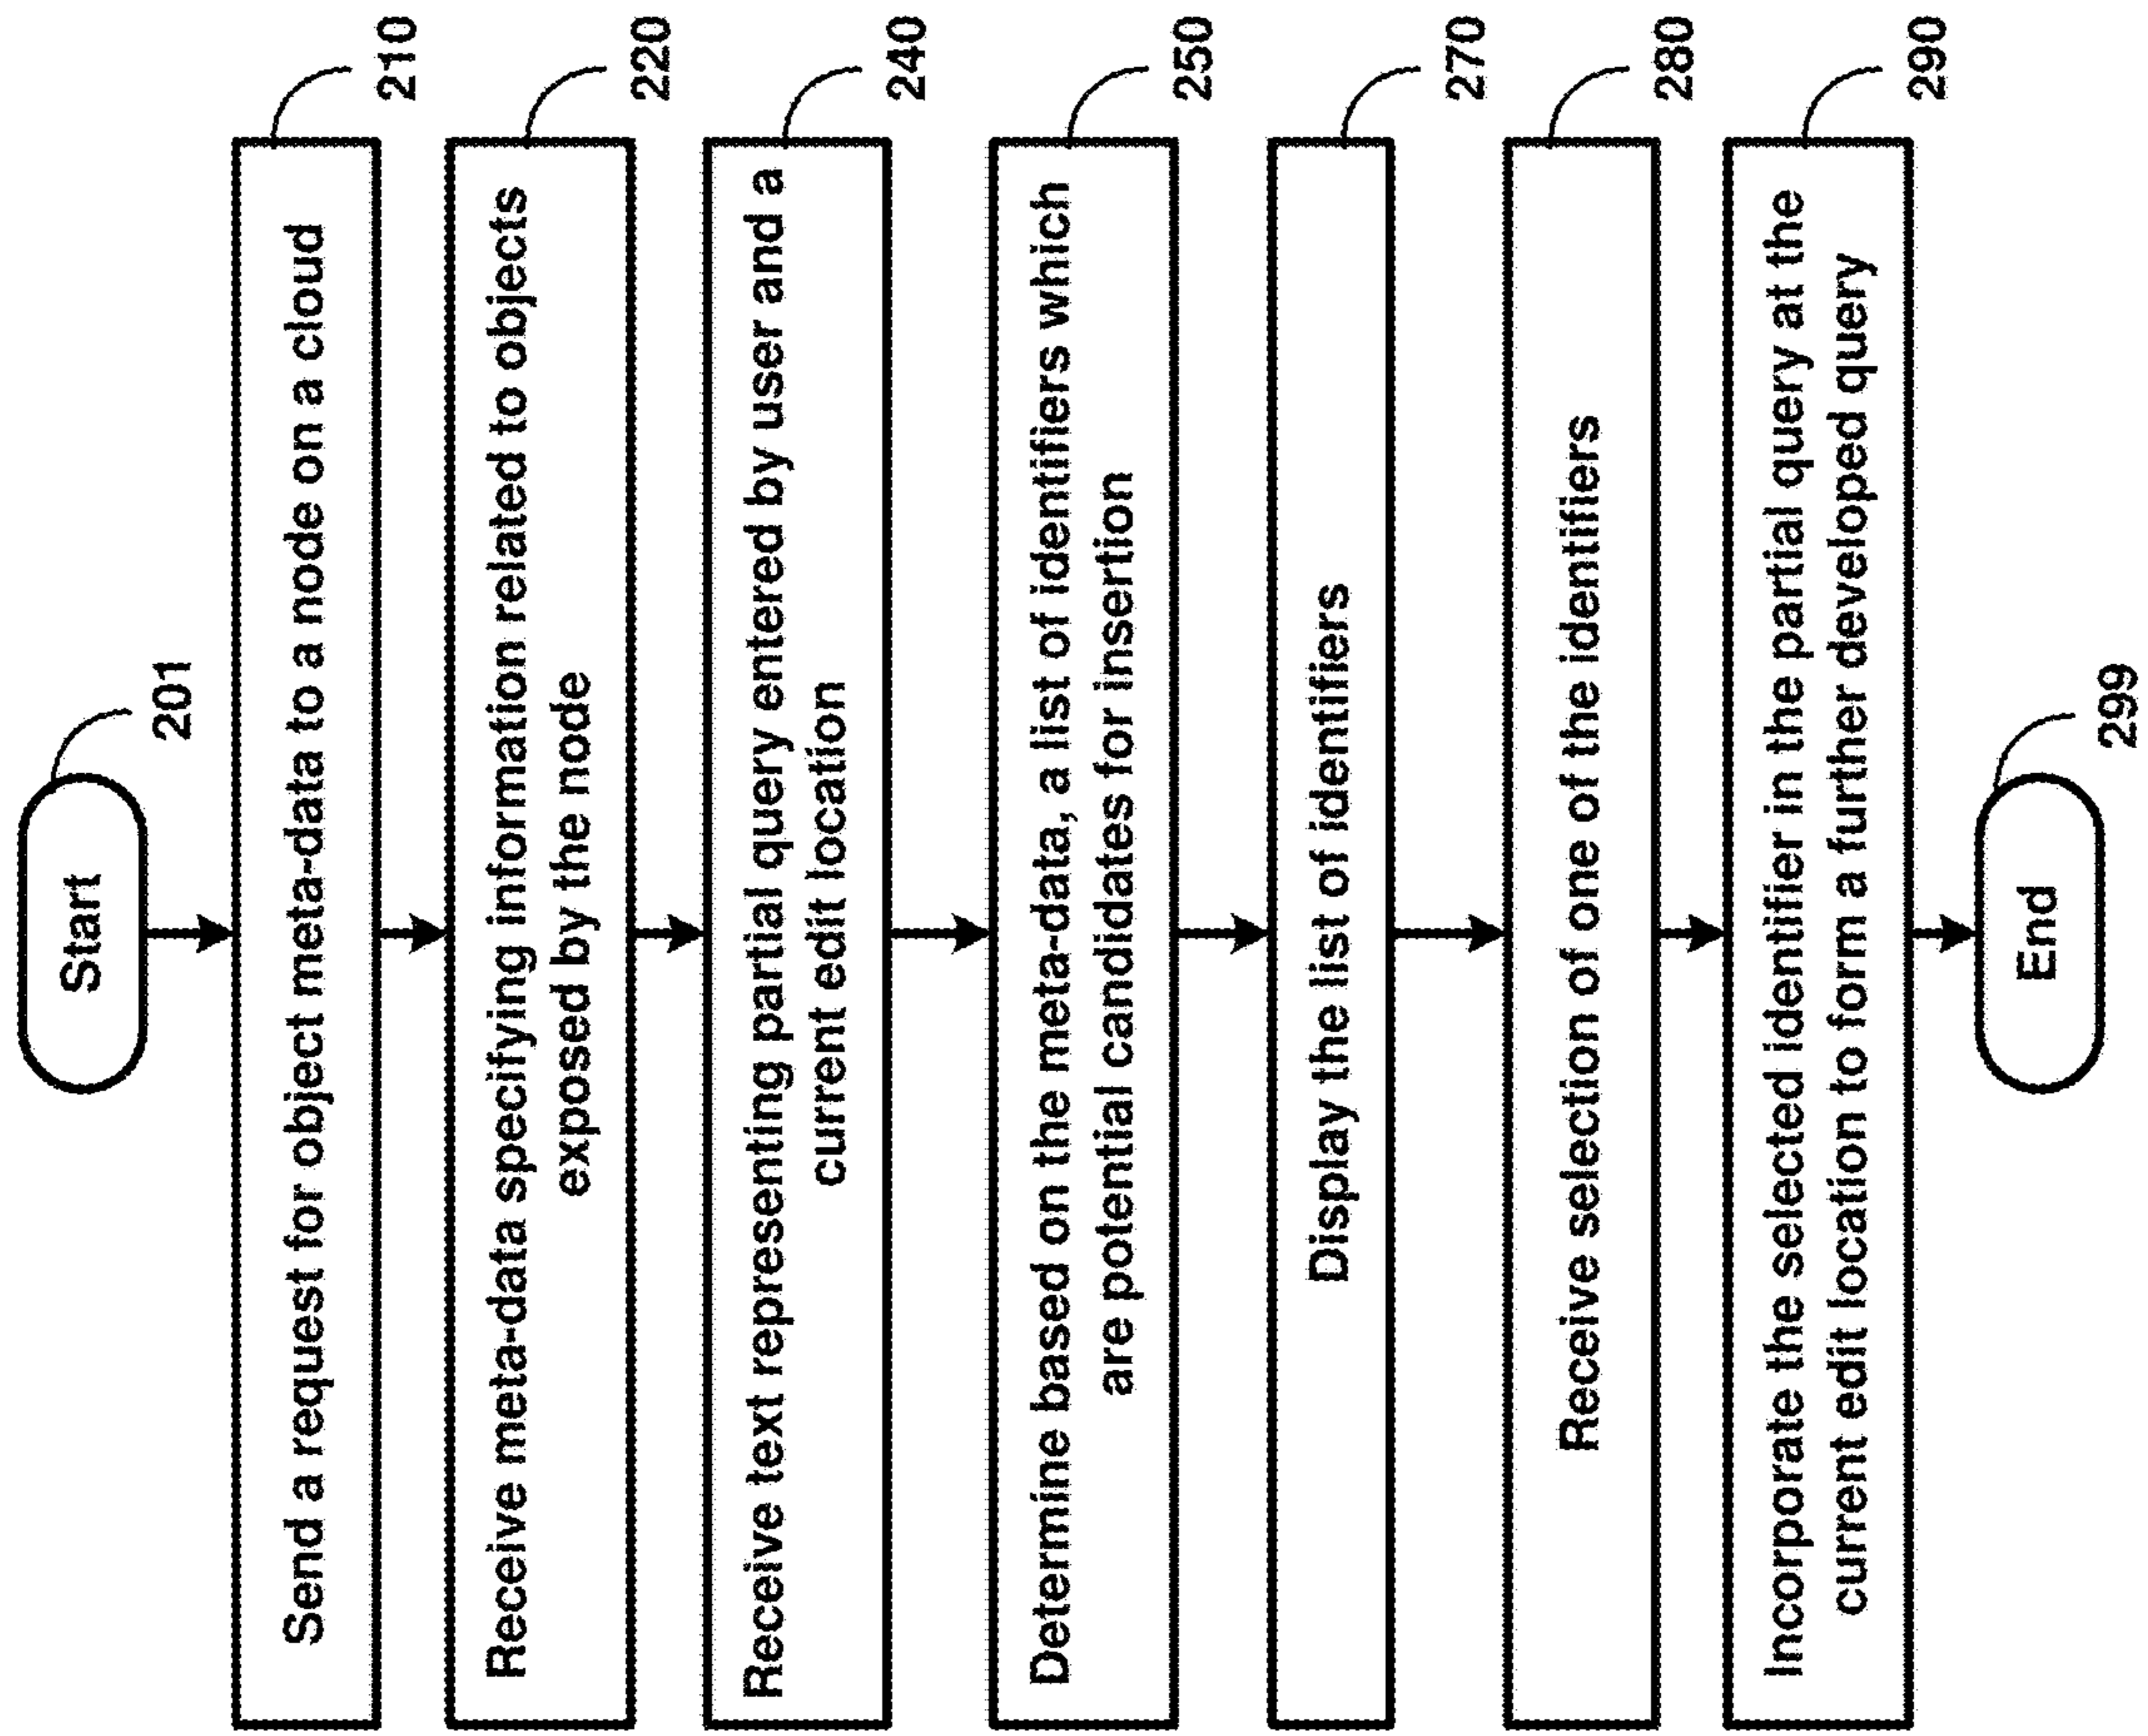 Start
201
Send a request for object meta-data to a node on a cloud
210
Receive meta-data specifying information related to objects
exposed by the node
220
Receive text representing partial query entered by user and a
current edit location
240
Determine based on the meta-data, a list of identifiers which
are potential candidates for insertion
250
Display the list of identifiers
270
Receive selection of one of the identifiers
280
Incorporate the selected identifier in the partial query at the
current edit location to form a further developed query
290
End
299